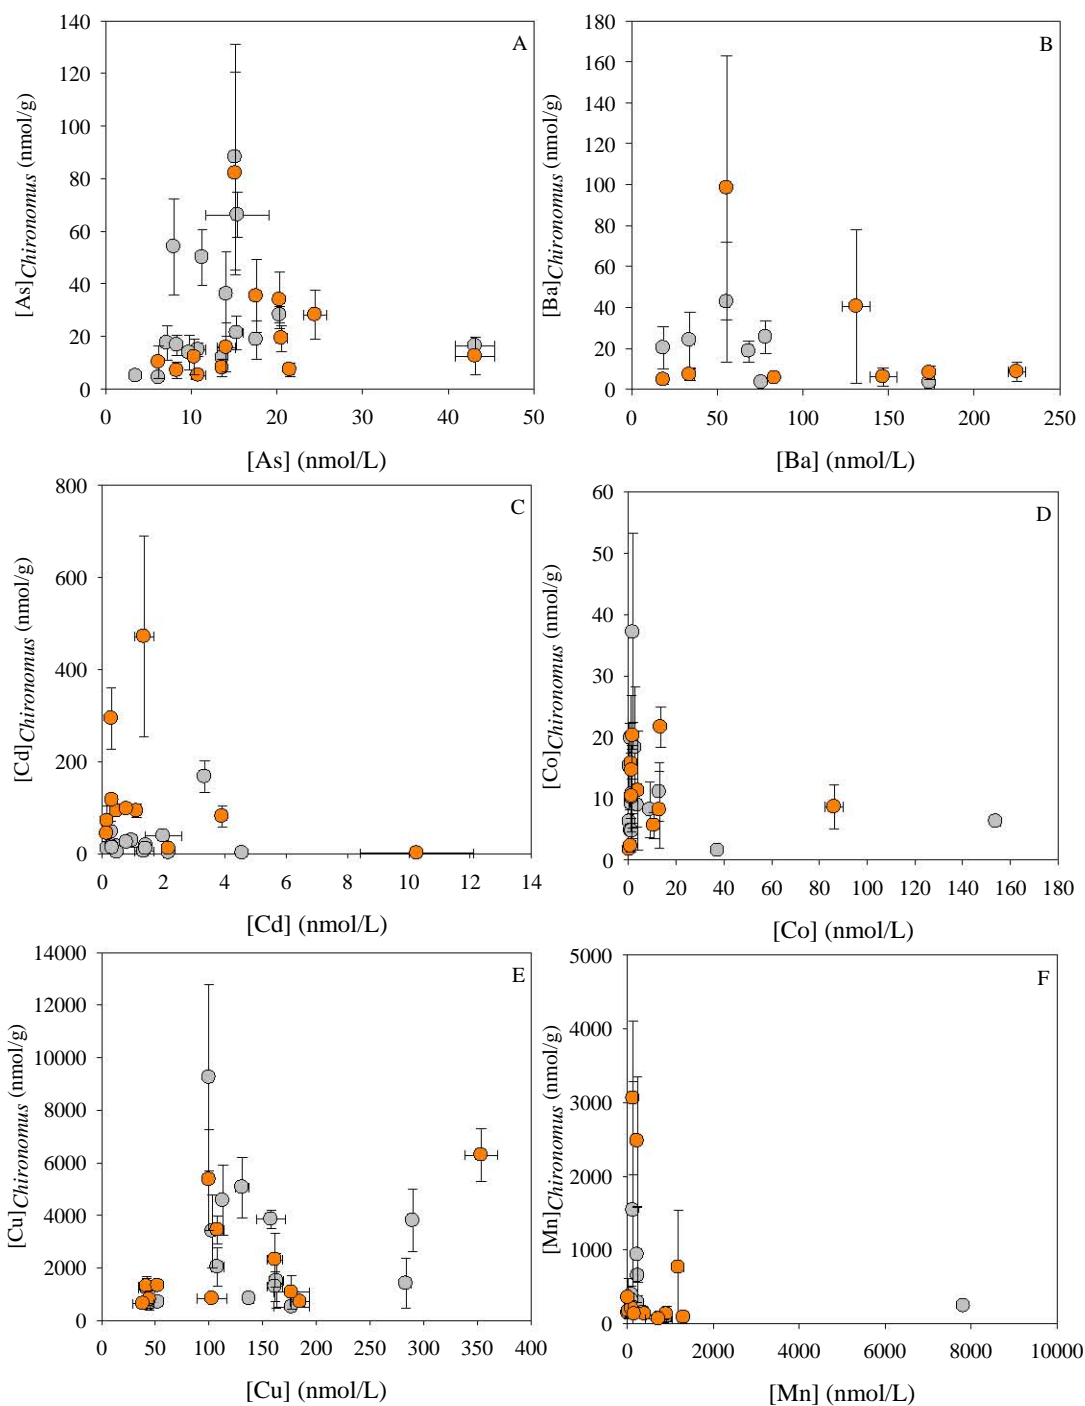 A
[As]Chironomus (nmol/g)
140
120
100
80
60
40
20
0
0 10 20 30 40 50
[As] (nmol/L)
B
[Ba]Chironomus (nmol/g)
180
160
140
120
100
80
60
40
20
0
0 50 100 150 200 250
[Ba] (nmol/L)
C
[Cd]Chironomus (nmol/g)
800
600
400
200
0
0 2 4 6 8 10 12 14
[Cd] (nmol/L)
D
[Co]Chironomus (nmol/g)
60
50
40
30
20
10
0
0 20 40 60 80 100 120 140 160 180
[Co] (nmol/L)
E
[Cu]Chironomus (nmol/g)
14000
12000
10000
8000
6000
4000
2000
0
0 50 100 150 200 250 300 350 400
[Cu] (nmol/L)
F
[Mn]Chironomus (nmol/g)
5000
4000
3000
2000
1000
0
0 2000 4000 6000 8000 10000
[Mn] (nmol/L)